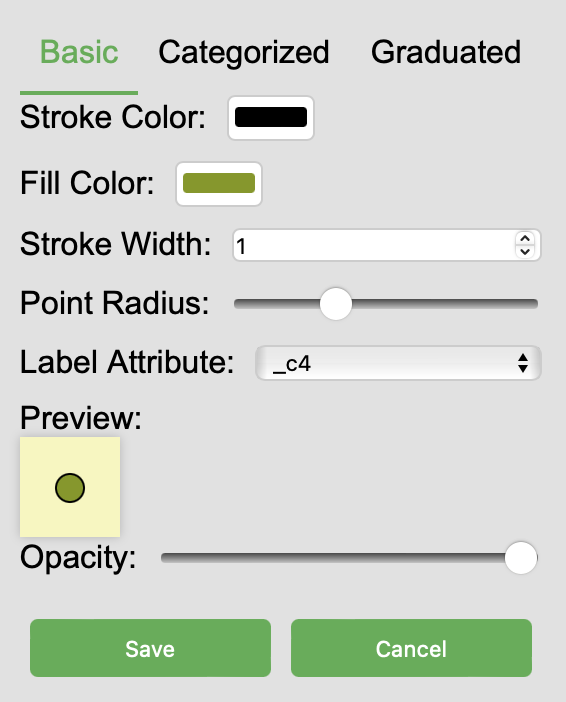 Basic Categorized Graduated
Stroke Color:
Fill Color:
Stroke Width: 1
Point Radius:
Label Attribute: _c4
Preview:
Opacity:
Save Cancel